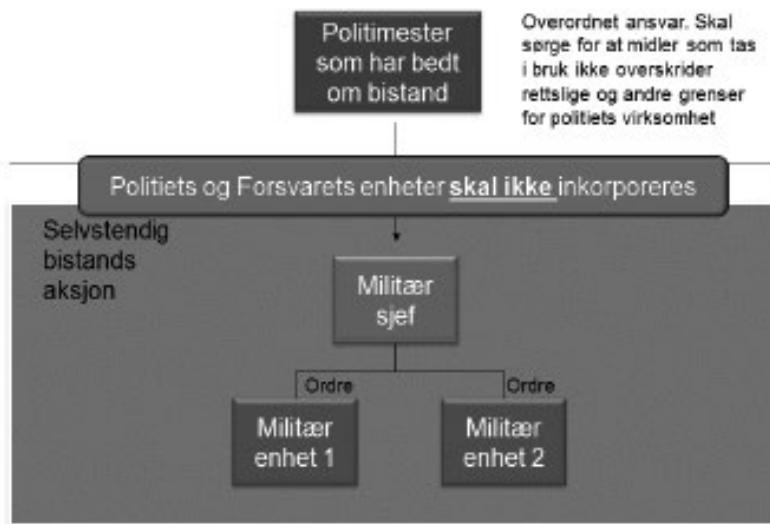 Politimester
som har bedt
om bistand
Overordnet ansvar. Skal
sørge for at midler som tas
i bruk ikke overskrider
rettslige og andre grenser
for politiets virksomhet
Politiets og Forsvarets enheter skal ikke inkorporeres
Selvstendig
bistands
aksjon
Militær
sjef
Ordre
Ordre
Militær
enhet 1
Militær
enhet 2